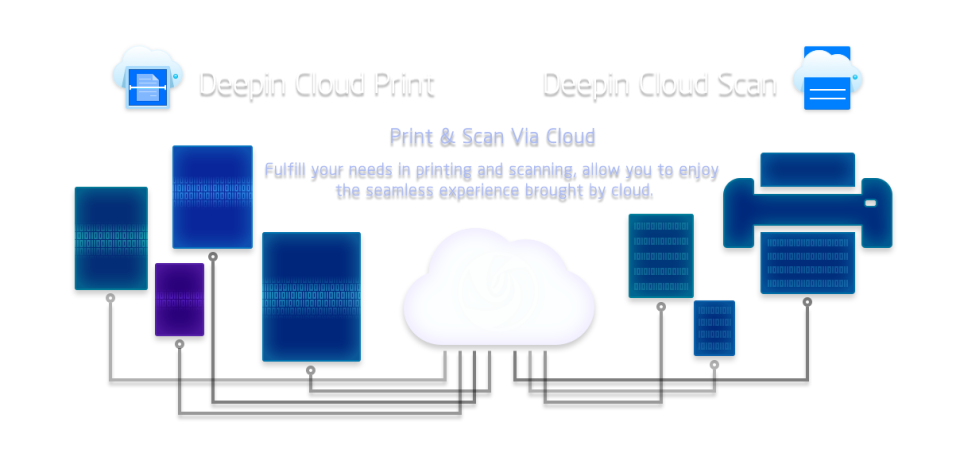 Deepin Cloud Print
Deepin Cloud Scan
Print & Scan Via Cloud
Fulfill your needs in printing and scanning, allow you to enjoy
the seamless experience brought by cloud.